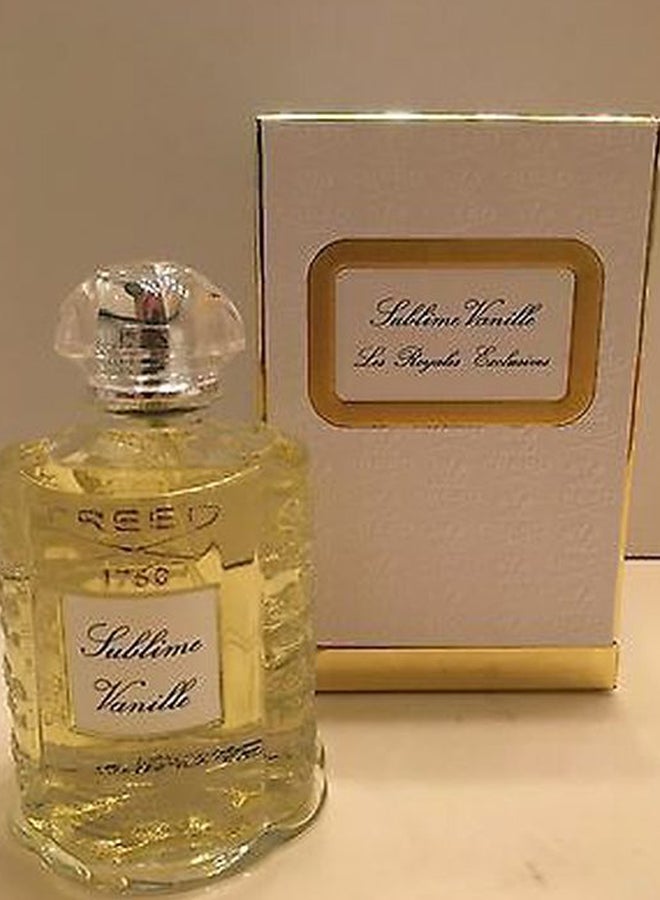 Sublime Vanille
Les Royales Exclusives
CREED
1760
Sublime
Vanille